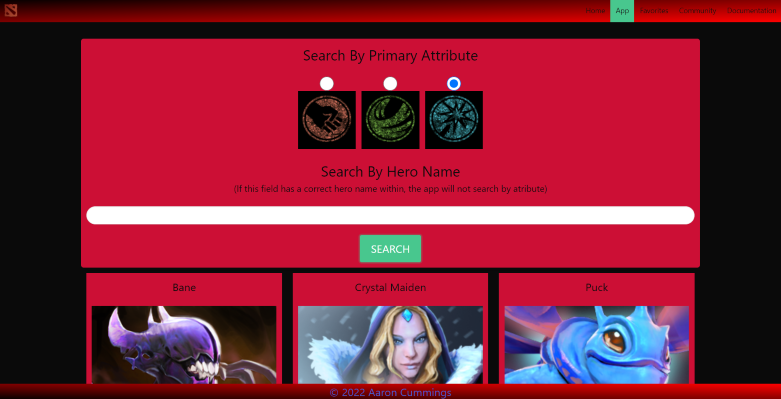 Home App Favorites Community Documentation
Search By Primary Attribute
Search By Hero Name
(If this field has a correct hero name within, the app will not search by atribute)
SEARCH
Bane Crystal Maiden Puck
© 2022 Aaron Cummings